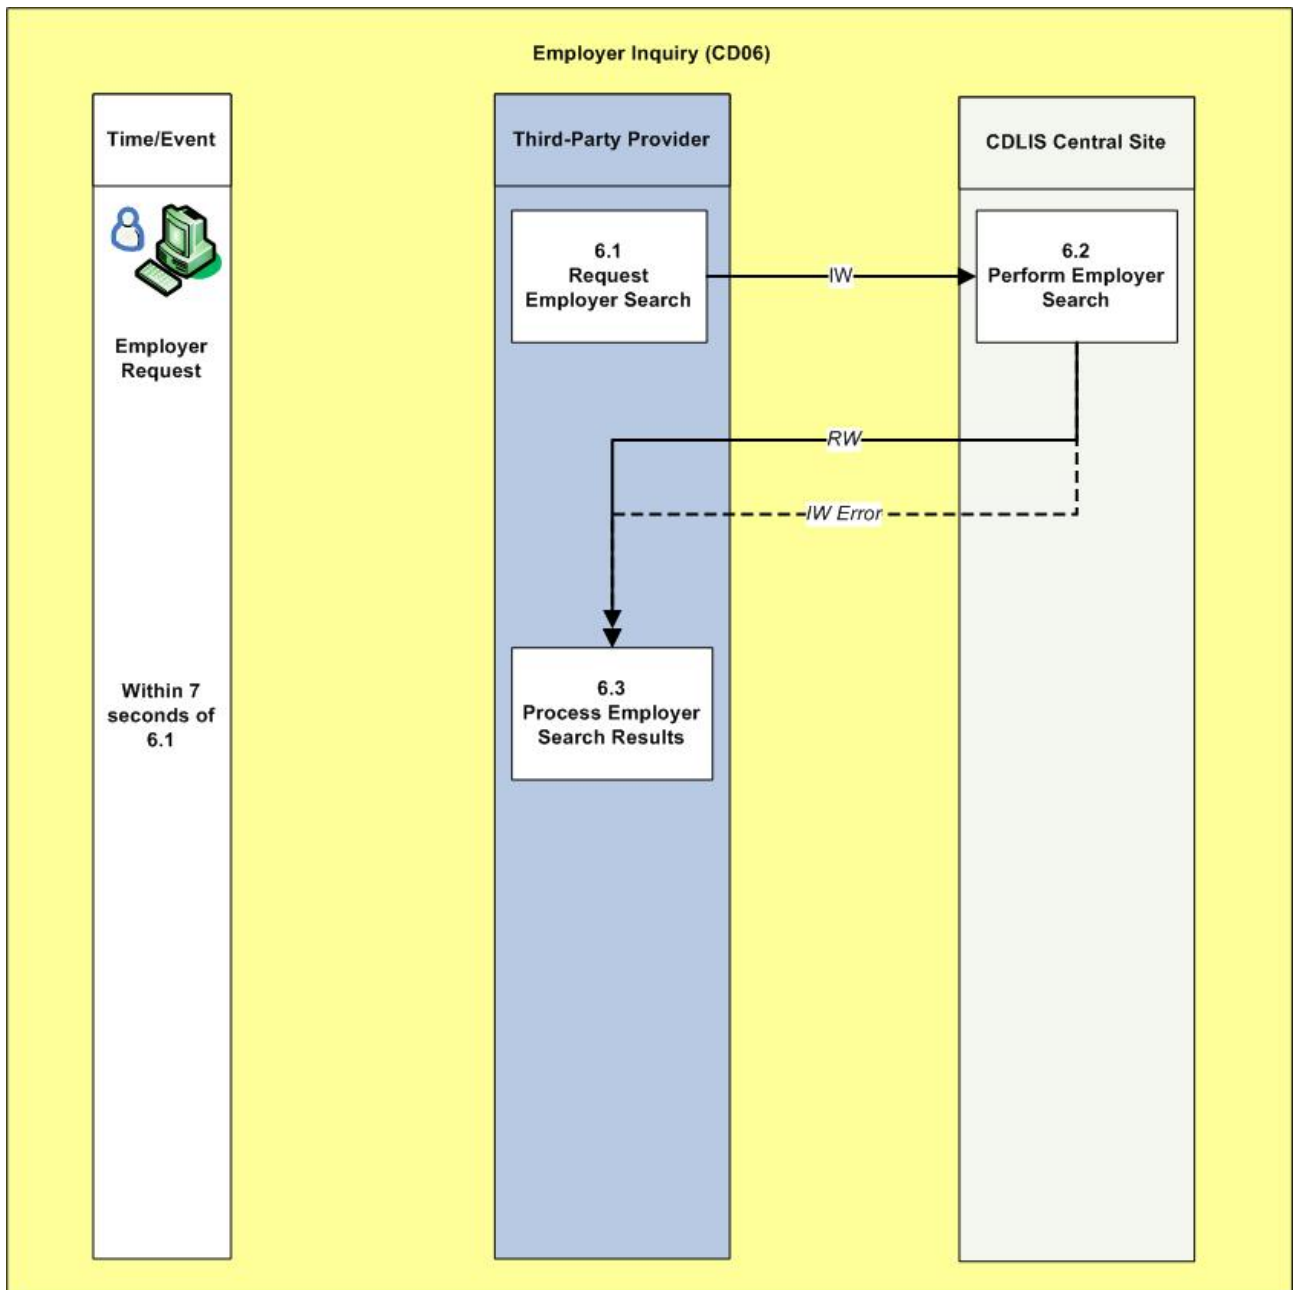 Employer Inquiry (CD06)
Time/Event
Third-Party Provider
CDLIS Central Site
6.1
Request
Employer Search
IW
6.2
Perform Employer
Search
Employer
Request
RW
IW Error
Within 7
seconds of
6.1
6.3
Process Employer
Search Results